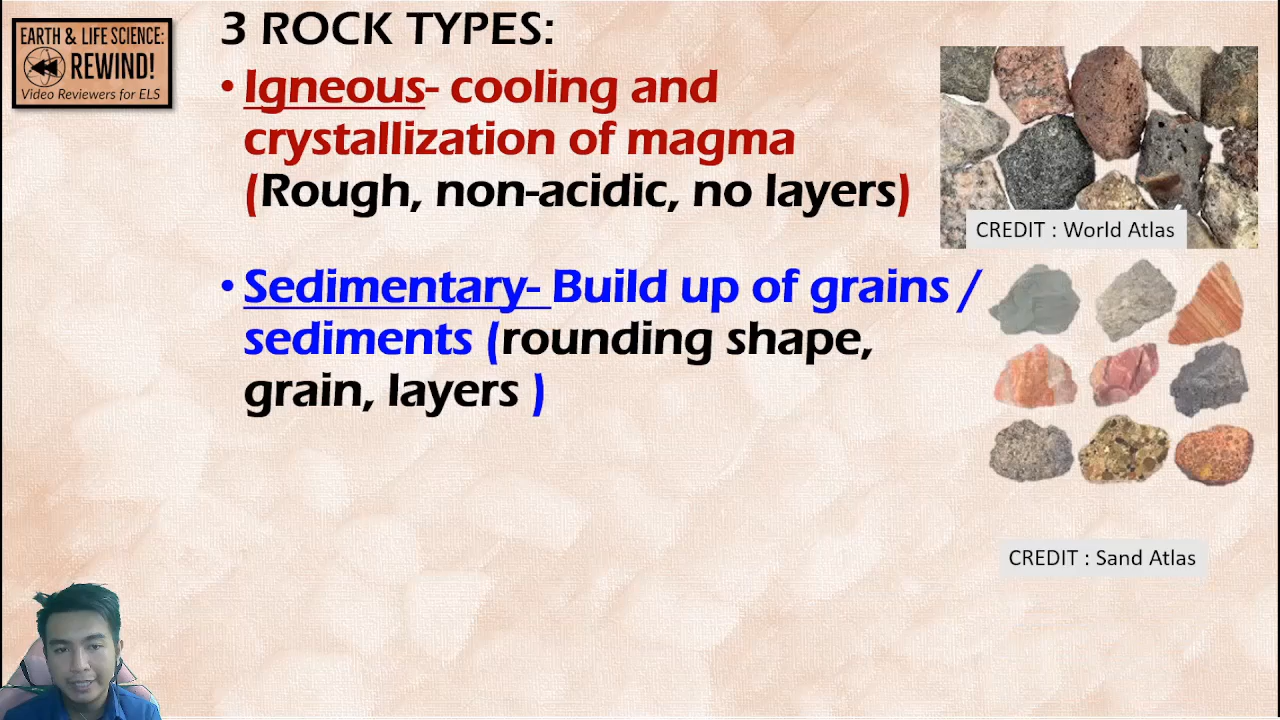 EARTH & LIFE SCIENCE:
REWIND!
Video Reviewers for ELS
3 ROCK TYPES:
• Igneous- cooling and
crystallization of magma
(Rough, non-acidic, no layers)
CREDIT : World Atlas
• Sedimentary- Build up of grains /
sediments (rounding shape,
grain, layers )
CREDIT : Sand Atlas